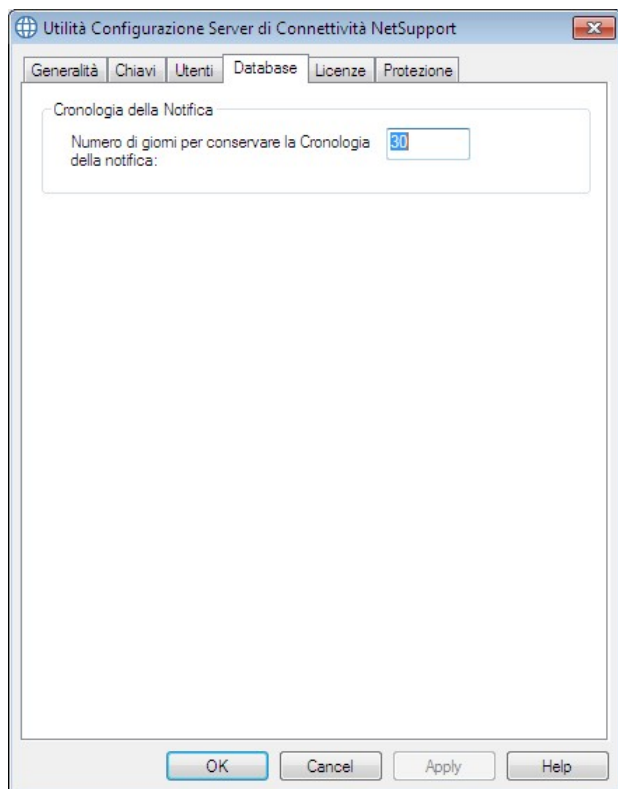 Utilità Configurazione Server di Connettività NetSupport
Generalità Chiavi Utenti Database Licenze Protezione
Cronologia della Notifica
Numero di giorni per conservare la Cronologia 30
della notifica:
OK Cancel Apply Help